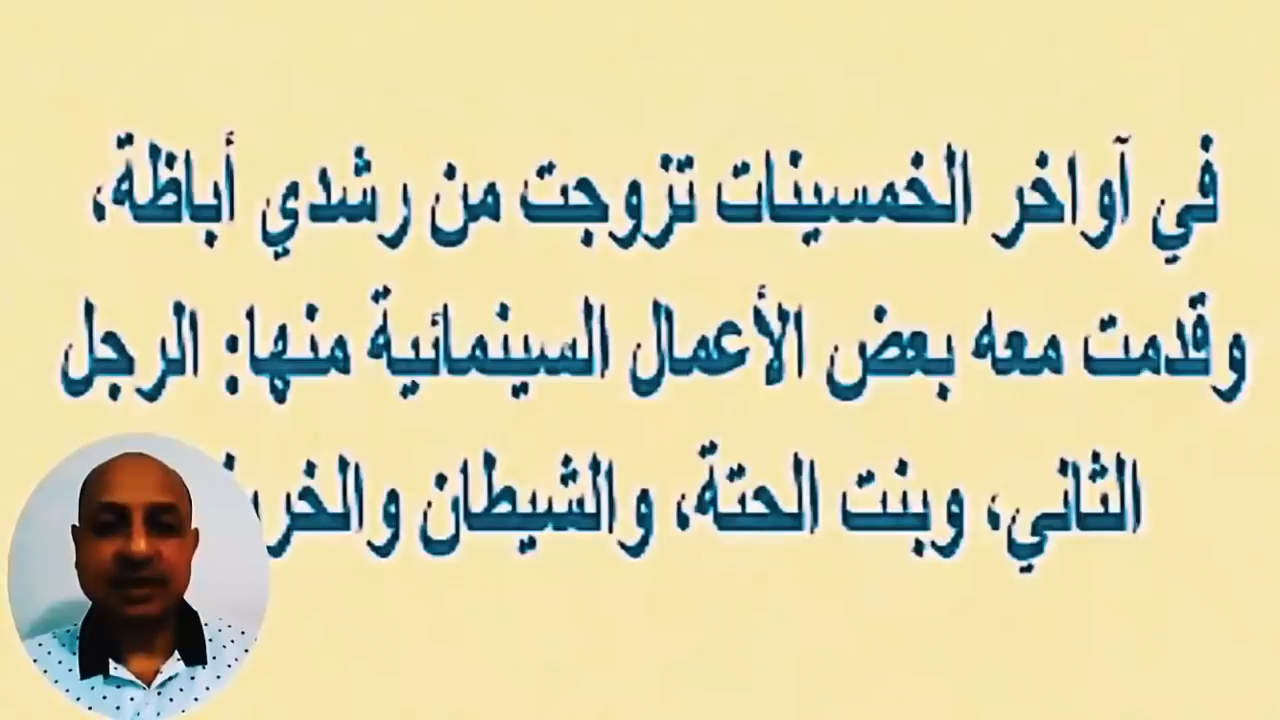 في آواخر الخمسينات تزوجت من رشدي أباظة،
وقدمت معه بعض الأعمال السينمائية منها: الرجل
الثاني، وبنت الحتة، والشيطان